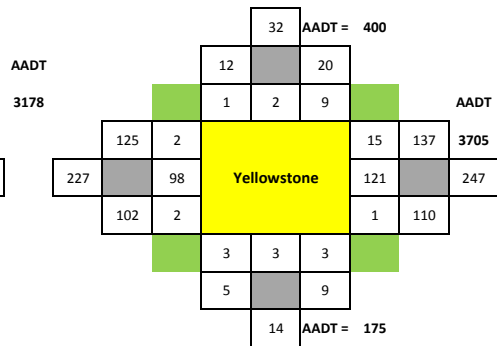 32 AADT = 400
AADT 12 20
3178 1 2 9 AADT
125 2 15 137 3705
227 98 Yellowstone 121 247
102 2 1 110
3 3 3
5 9
14 AADT = 175